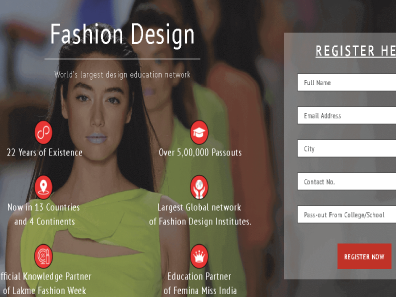 Fashion Design
World's largest design education network
22 Years of Existence
Over 5,00,000 Passouts
Now in 13 Countries
and 4 Continents
Largest Global network
of Fashion Design Institutes.
fficial Knowledge Partner
of Lakme Fashion Week
Education Partner
of Femina Miss India
REGISTER HE
Full Name
Email Address
City
Contact No.
Pass-out From College/School
REGISTER NOW